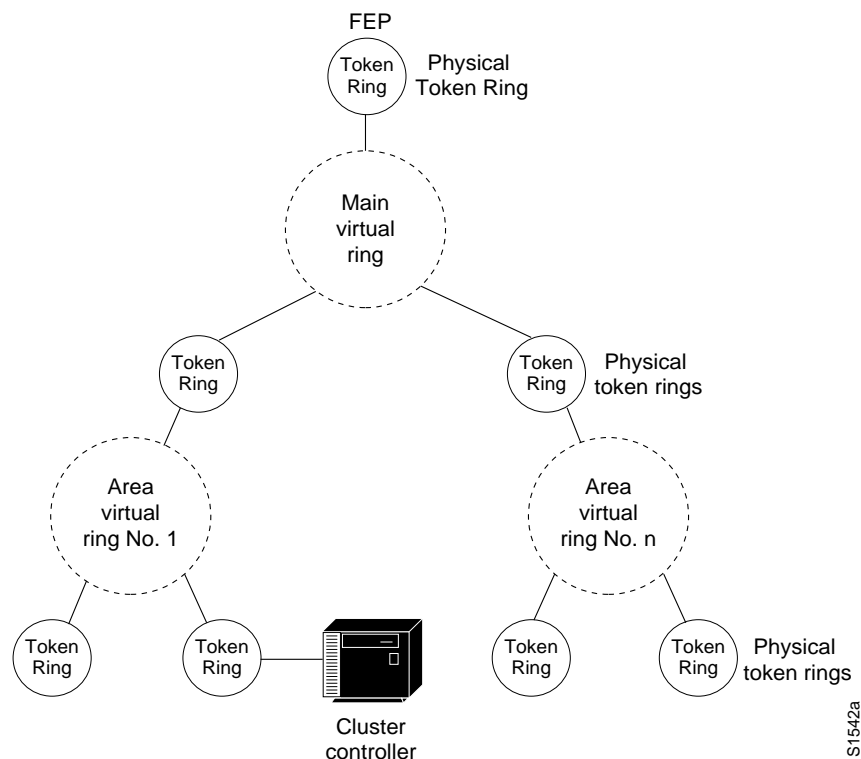 FEP
Token
Ring
Physical
Token Ring
Main
virtual
ring
Token
Ring
Token
Ring
Physical
token rings
Area
virtual
ring No. 1
Area
virtual
ring No. n
Token
Ring
Token
Ring
Token
Ring
Token
Ring
Physical
token rings
Cluster
controller
S1542a